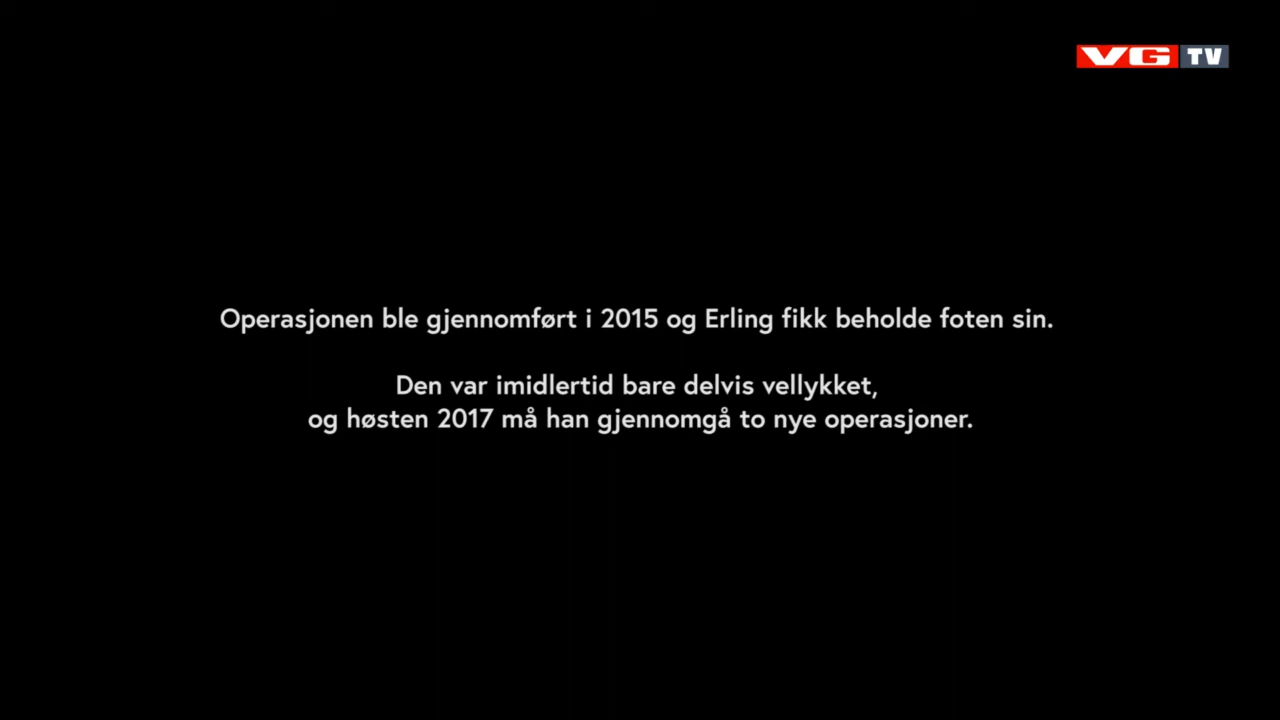 VG TV
Operasjonen ble gjennomført i 2015 og Erling fikk beholde foten sin.
Den var imidlertid bare delvis vellykket,
og høsten 2017 må han gjennomgå to nye operasjoner.